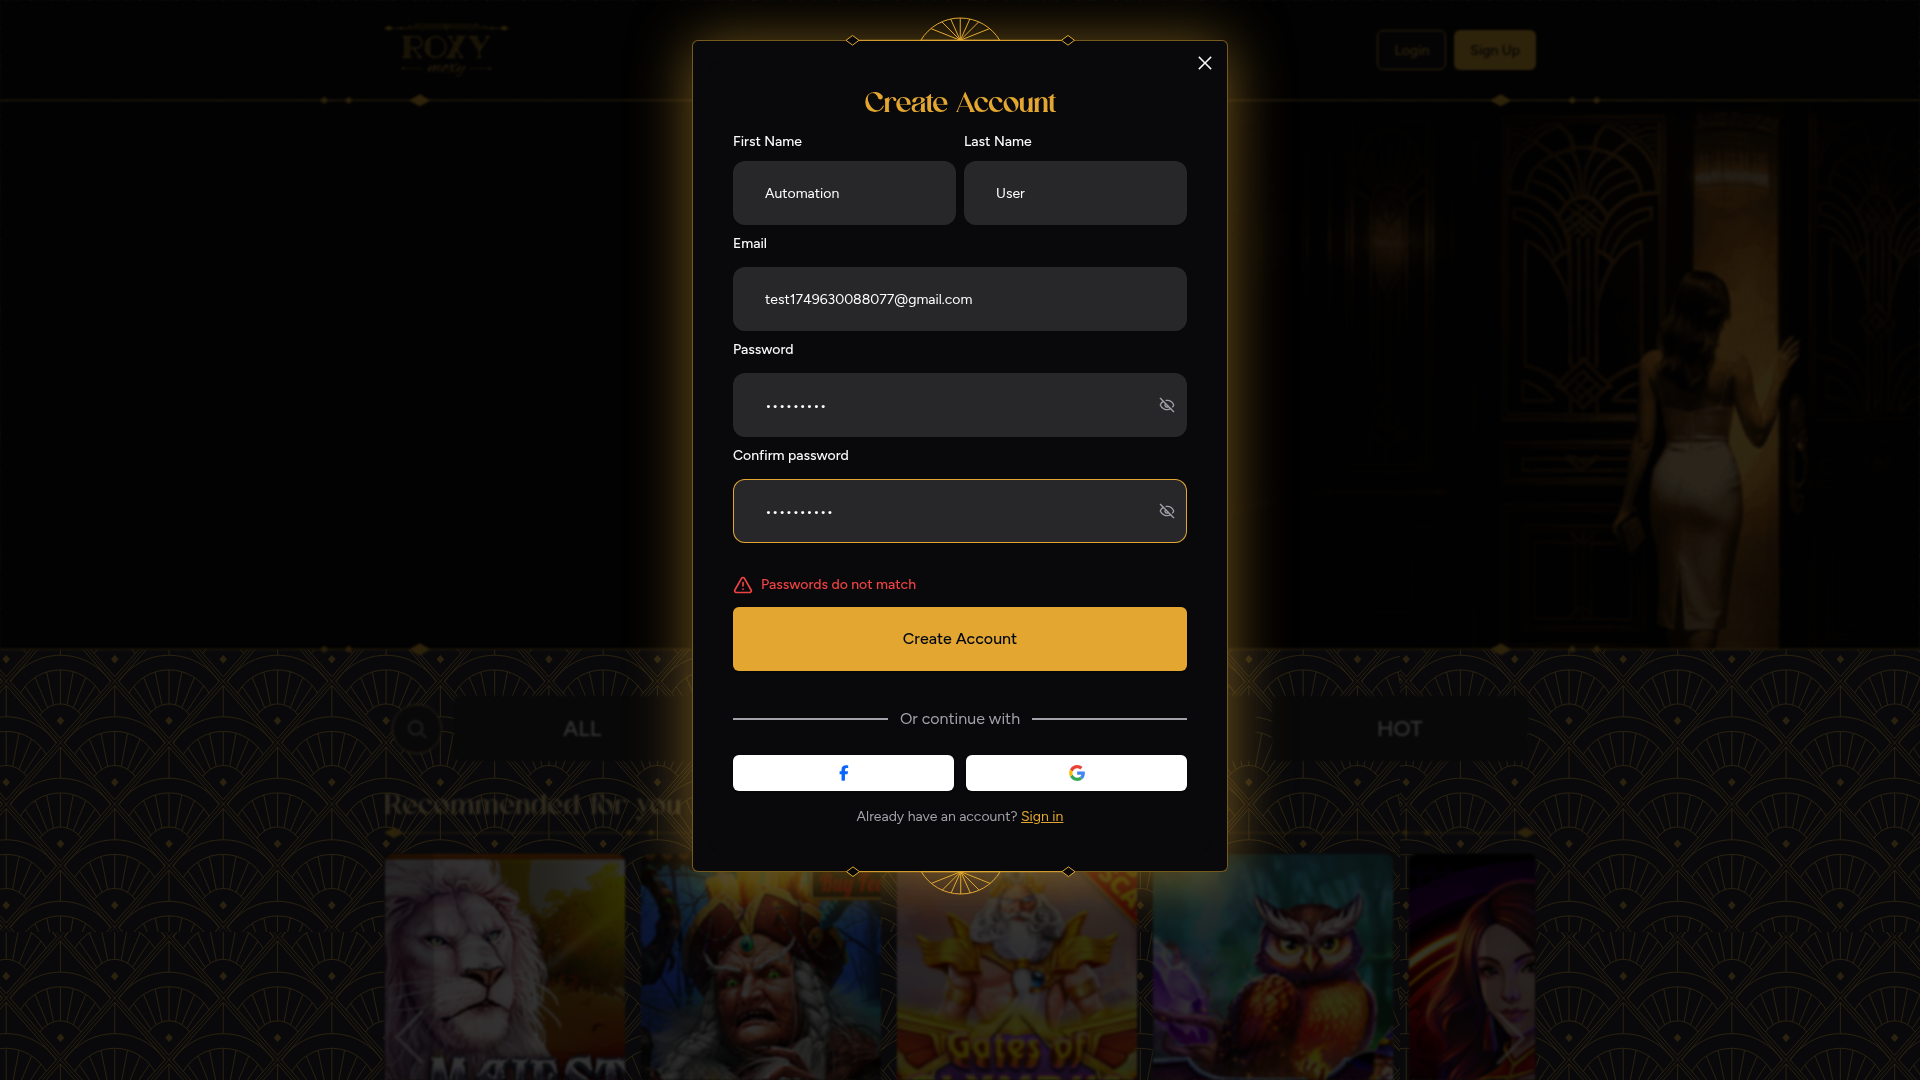 ROXY
moxy
Login
Sign Up
Create Account
First Name
Last Name
Automation
User
Email
test1749630088077@gmail.com
Password
•••••••••
Confirm password
••••••••••
Passwords do not match
Create Account
Or continue with
Already have an account? Sign in
ALL
HOT
Recommended for you
Gates of